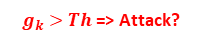 gₖ > Th => Attack?